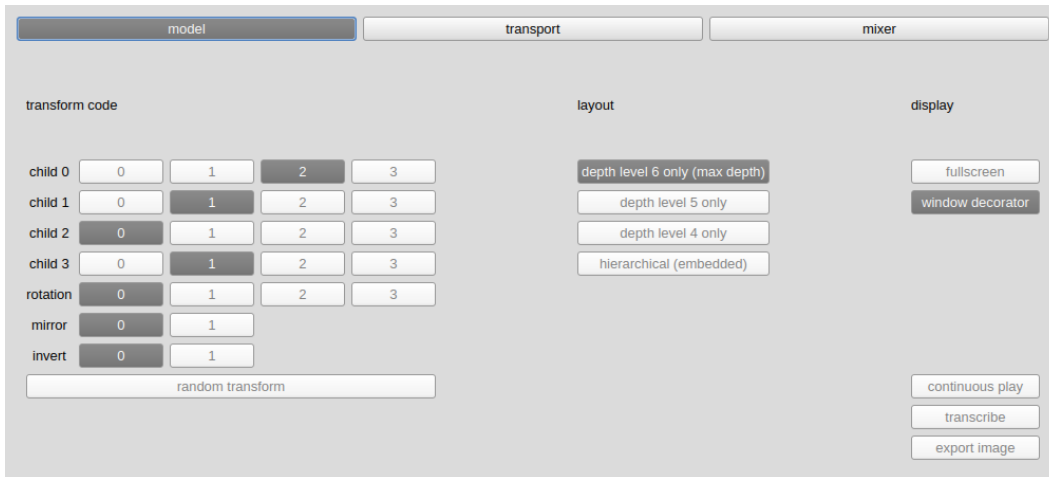 model transport mixer
transform code layout display
child 0 0 1 2 3 depth level 6 only (max depth) fullscreen
child 1 0 1 2 3 depth level 5 only window decorator
child 2 0 1 2 3 depth level 4 only
child 3 0 1 2 3 hierarchical (embedded)
rotation 0 1 2 3
mirror 0 1
invert 0 1
random transform continuous play
transcribe
export image